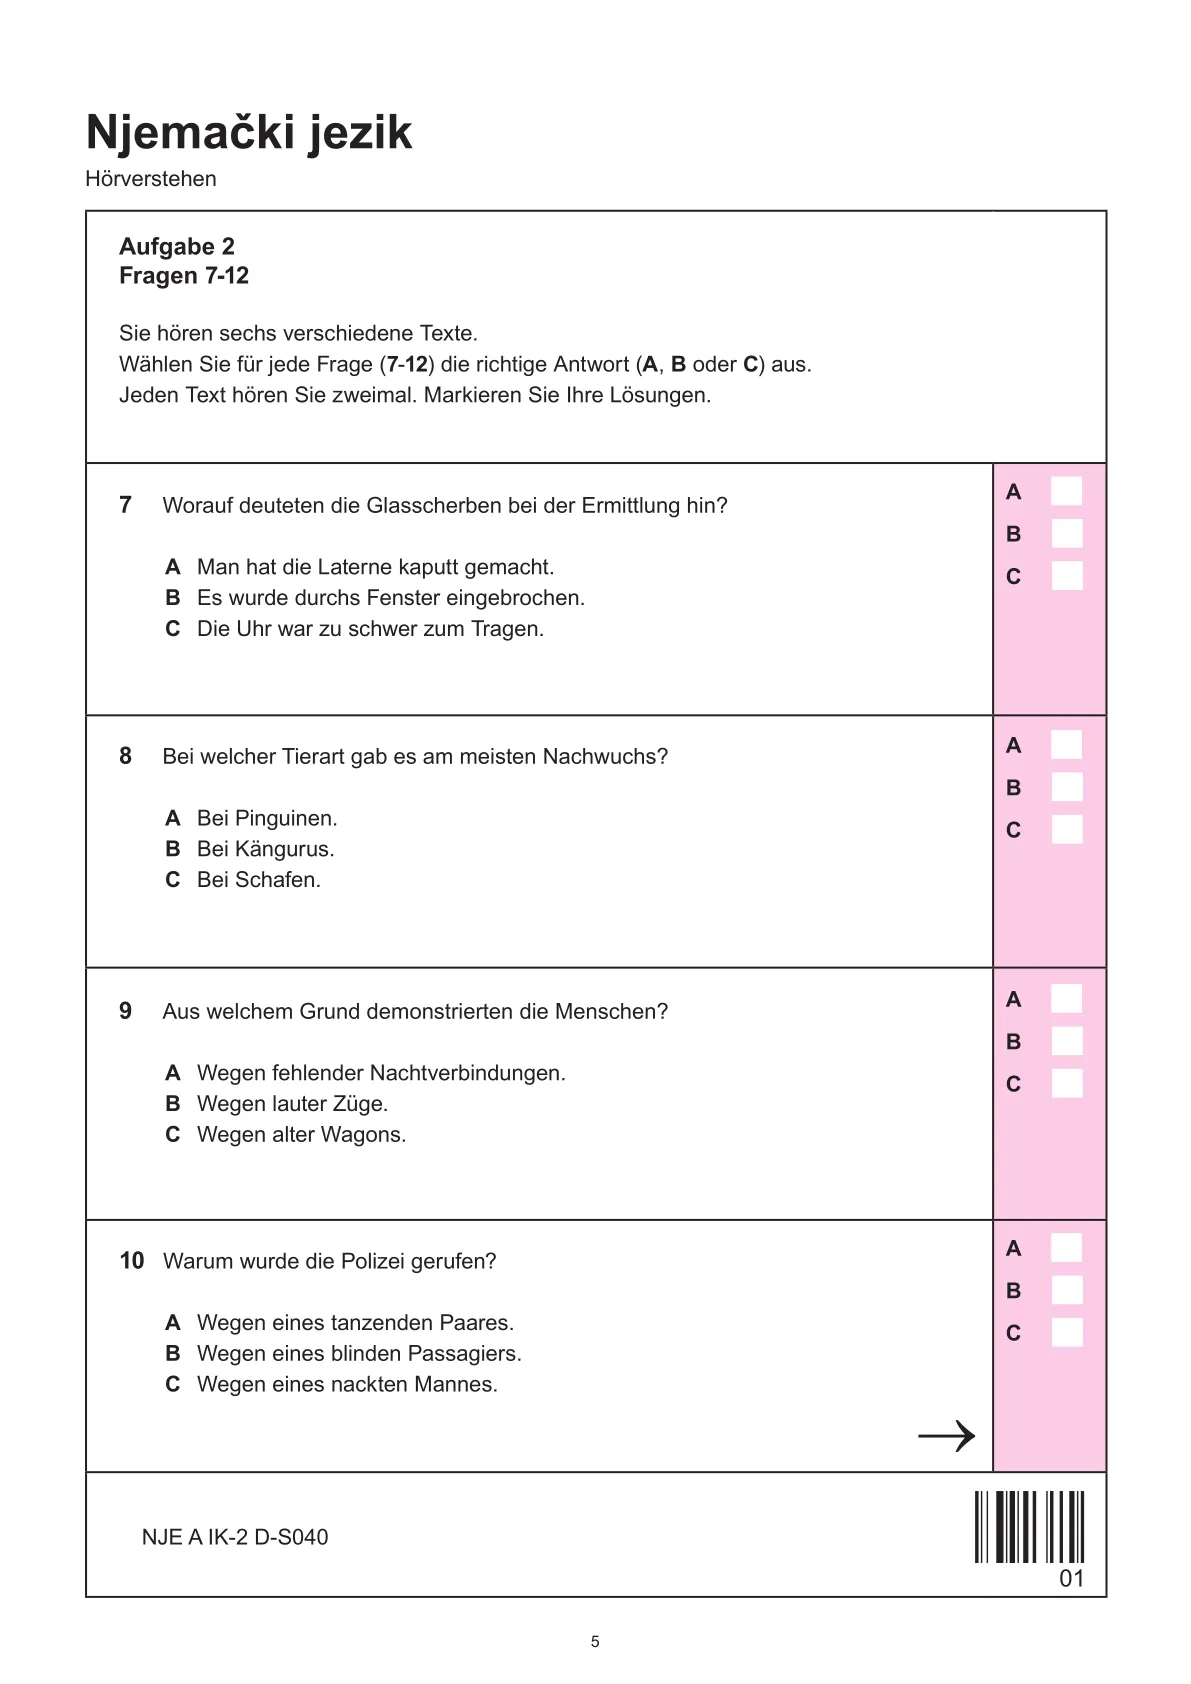 Njemački jezik
Hörverstehen
Aufgabe 2
Fragen 7-12
Sie hören sechs verschiedene Texte.
Wählen Sie für jede Frage (7-12) die richtige Antwort (A, B oder C) aus.
Jeden Text hören Sie zweimal. Markieren Sie Ihre Lösungen.
7 Worauf deuteten die Glasscherben bei der Ermittlung hin?
A Man hat die Laterne kaputt gemacht.
B Es wurde durchs Fenster eingebrochen.
C Die Uhr war zu schwer zum Tragen.
A
B
C
8 Bei welcher Tierart gab es am meisten Nachwuchs?
A Bei Pinguinen.
B Bei Kängurus.
C Bei Schafen.
A
B
C
9 Aus welchem Grund demonstrierten die Menschen?
A Wegen fehlender Nachtverbindungen.
B Wegen lauter Züge.
C Wegen alter Wagons.
A
B
C
10 Warum wurde die Polizei gerufen?
A Wegen eines tanzenden Paares.
B Wegen eines blinden Passagiers.
C Wegen eines nackten Mannes.
A
B
C
→
NJE A IK-2 D-S040
01
5